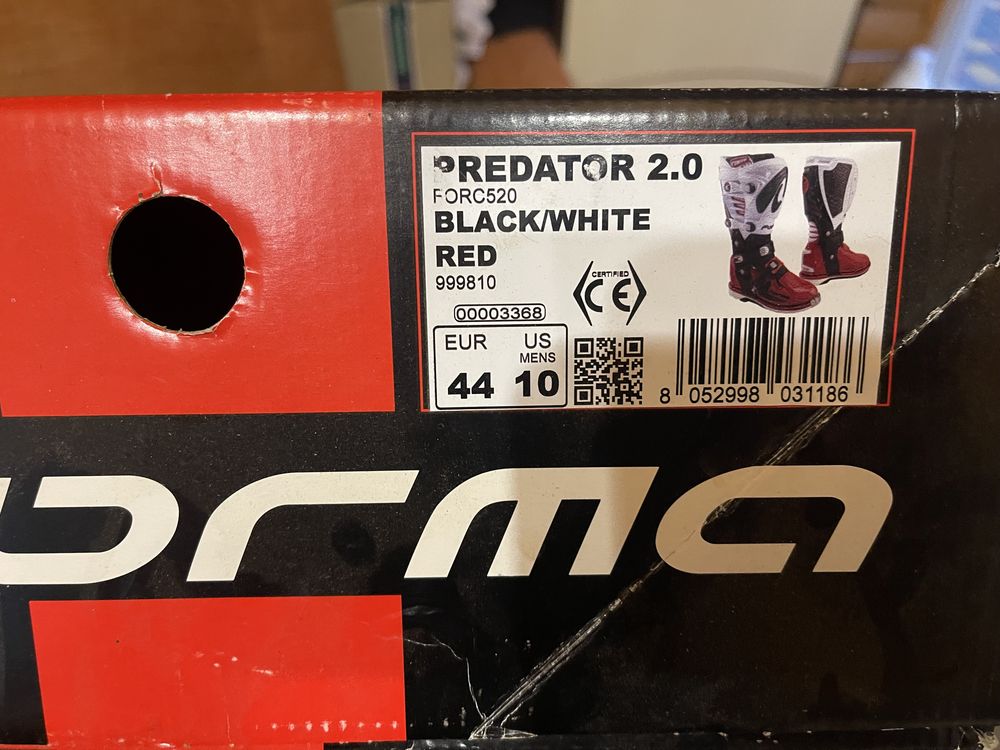 PREDATOR 2.0
FORC520
BLACK/WHITE
RED
999810
CERTIFIED
CE
00003368
EUR US
MENS
44 10
8 052998 031186
orma